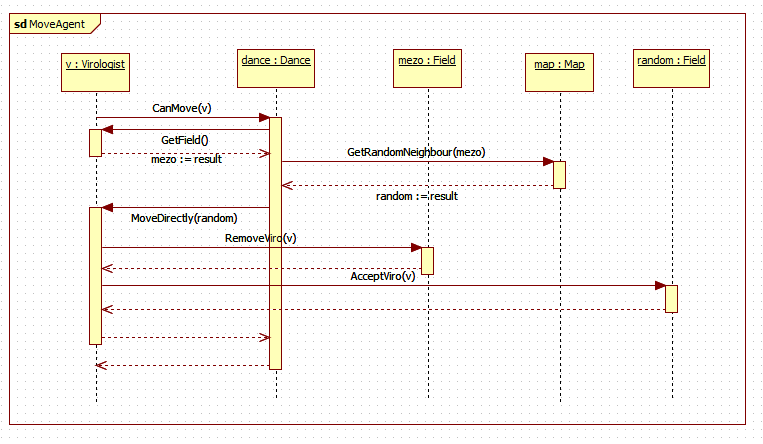 sd MoveAgent
v : Virologist
dance : Dance
mezo : Field
map : Map
random : Field
CanMove(v)
GetField()
mezo := result
GetRandomNeighbour(mezo)
random := result
MoveDirectly(random)
RemoveViro(v)
AcceptViro(v)